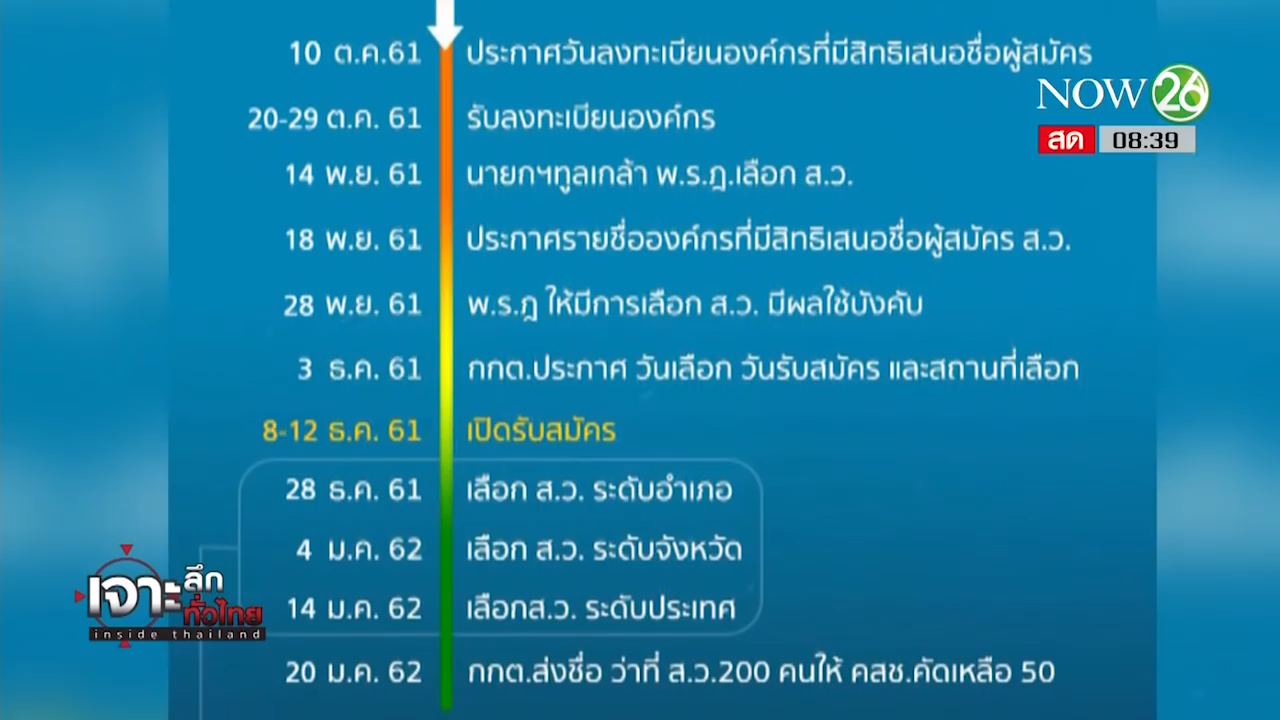 10 ต.ค.61 ประกาศวันลงทะเบียนองค์กรที่มีสิทธิเสนอชื่อผู้สมัคร
NOW 26
20-29 ต.ค. 61 รับลงทะเบียนองค์กร
สด 08:39
14 พ.ย. 61 นายกฯทูลเกล้า พ.ร.ฎ.เลือก ส.ว.
18 พ.ย. 61 ประกาศรายชื่อองค์กรที่มีสิทธิเสนอชื่อผู้สมัคร ส.ว.
28 พ.ย. 61 พ.ร.ฎ ให้มีการเลือก ส.ว. มีผลใช้บังคับ
3 ธ.ค. 61 กกต.ประกาศ วันเลือก วันรับสมัคร และสถานที่เลือก
8-12 ธ.ค. 61 เปิดรับสมัคร
28 ธ.ค. 61 เลือก ส.ว. ระดับอำเภอ
4 ม.ค. 62 เลือก ส.ว. ระดับจังหวัด
14 ม.ค. 62 เลือกส.ว. ระดับประเทศ
เจาะลึกทั่วไทย
inside thailand
20 ม.ค. 62 กกต.ส่งชื่อ ว่าที่ ส.ว.200 คนให้ คสช.คัดเหลือ 50